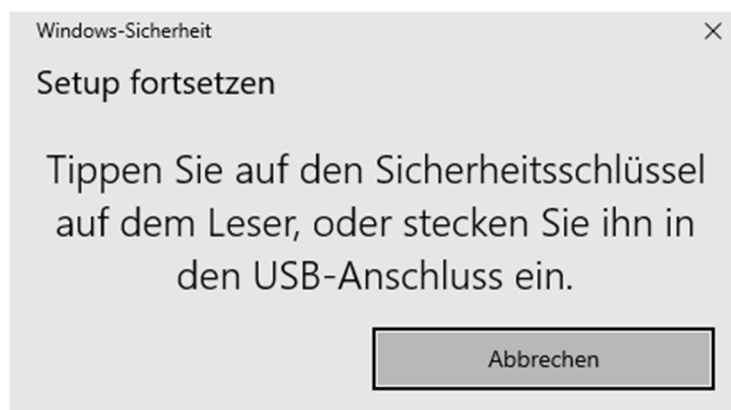 Windows-Sicherheit
Setup fortsetzen
Tippen Sie auf den Sicherheitsschlüssel
auf dem Leser, oder stecken Sie ihn in
den USB-Anschluss ein.
Abbrechen